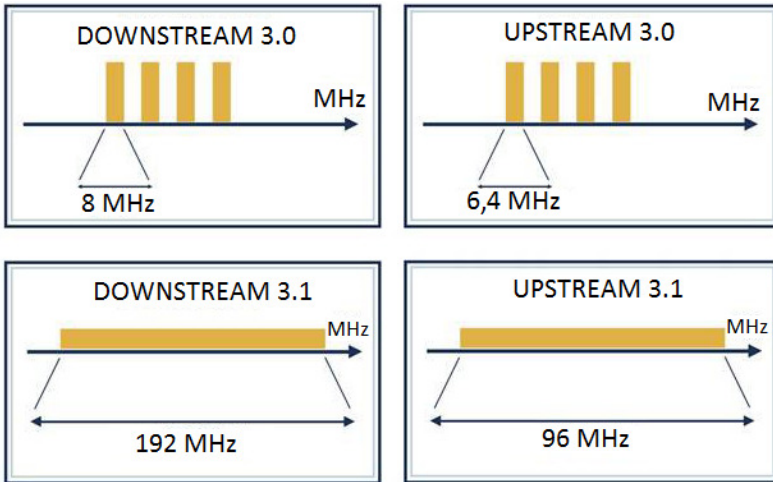 DOWNSTREAM 3.0
MHz
8 MHz
UPSTREAM 3.0
MHz
6,4 MHz
DOWNSTREAM 3.1
MHz
192 MHz
UPSTREAM 3.1
MHz
96 MHz